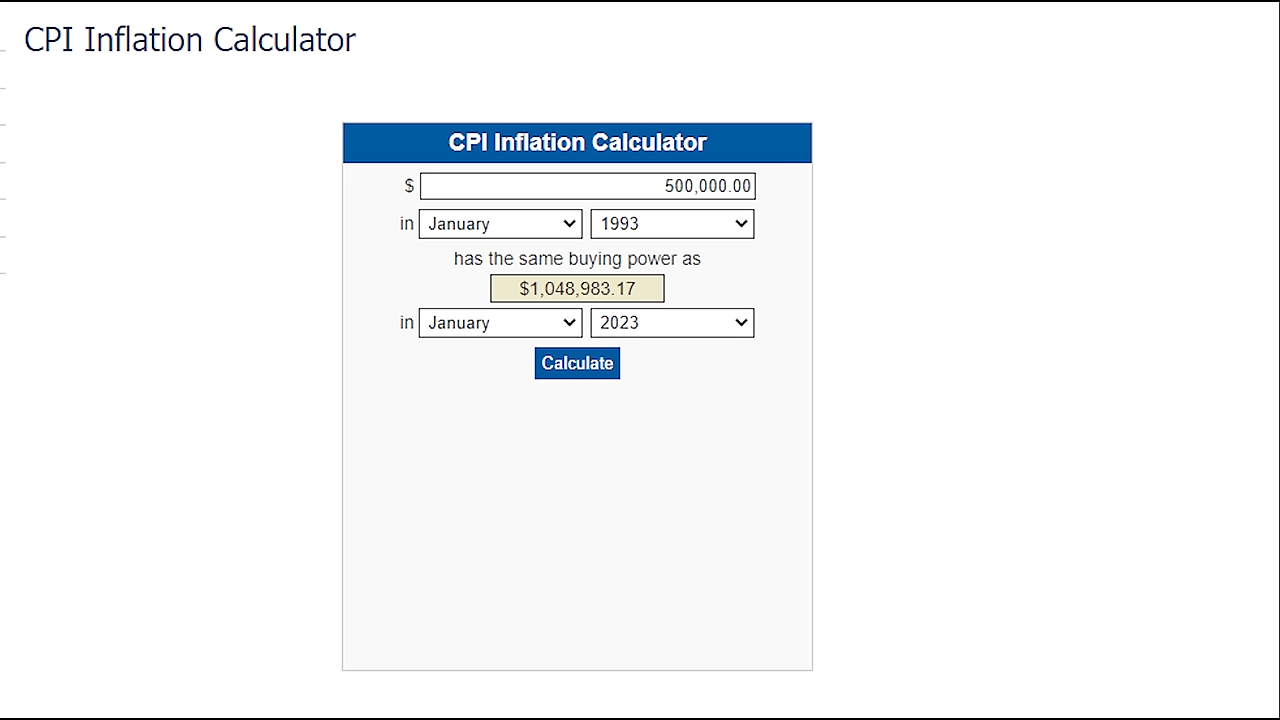 CPI Inflation Calculator
CPI Inflation Calculator
$ 500,000.00
in January 1993
has the same buying power as
$1,048,983.17
in January 2023
Calculate